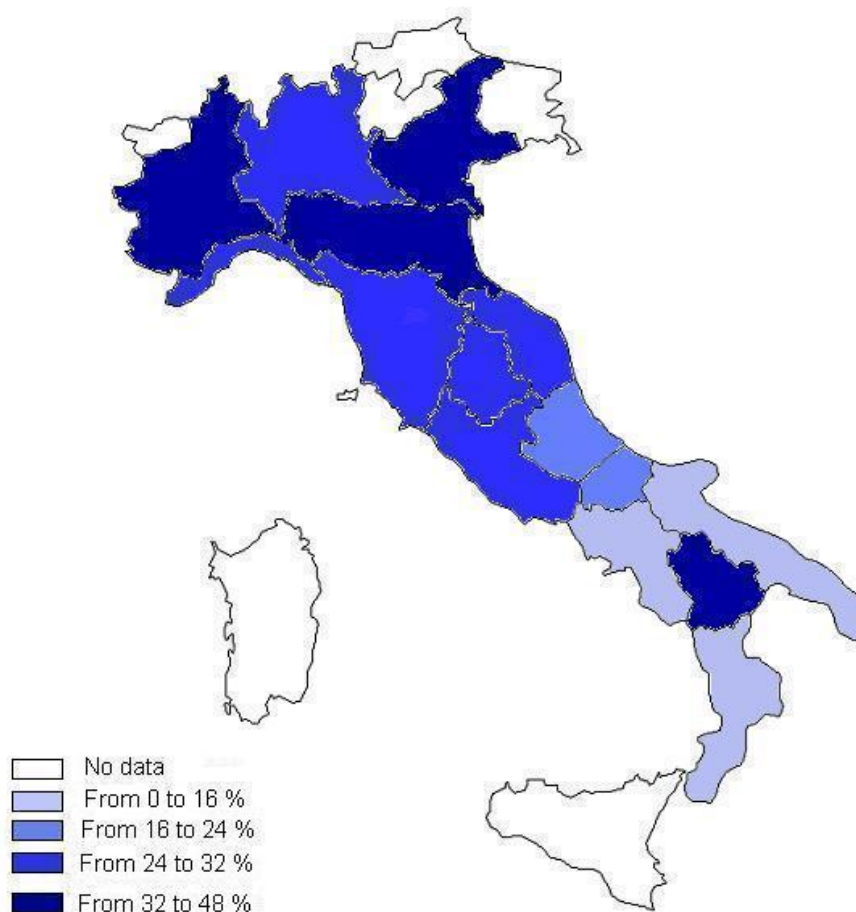 No data
From 0 to 16 %
From 16 to 24 %
From 24 to 32 %
From 32 to 48 %